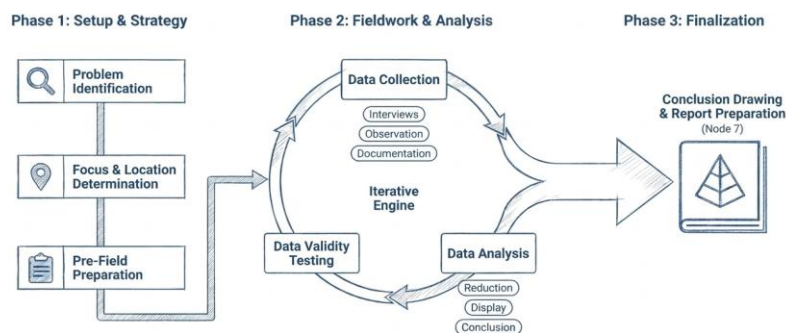 Phase 1: Setup & Strategy
Problem
Identification
Focus & Location
Determination
Pre-Field
Preparation
Phase 2: Fieldwork & Analysis
Data Collection
Interviews
Observation
Documentation
Iterative
Engine
Data Validity
Testing
Data Analysis
Reduction
Display
Conclusion
Phase 3: Finalization
Conclusion Drawing
& Report Preparation
(Node 7)